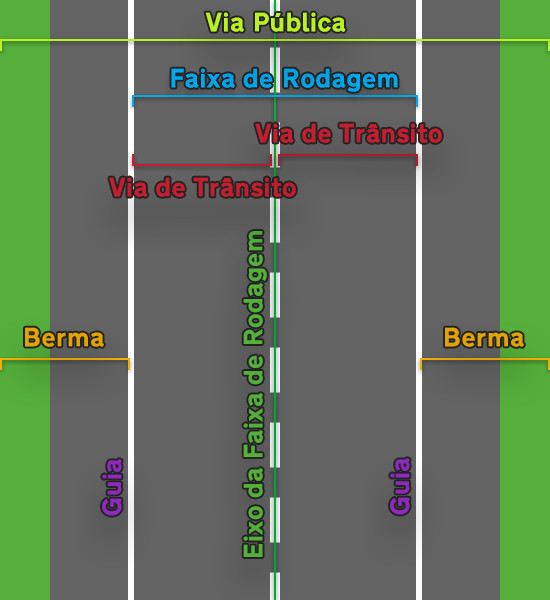 Via Pública
Faixa de Rodagem
Via de Trânsito
Via de Trânsito
Eixo da Faixa de Rodagem
Berma
Berma
Guia
Guia